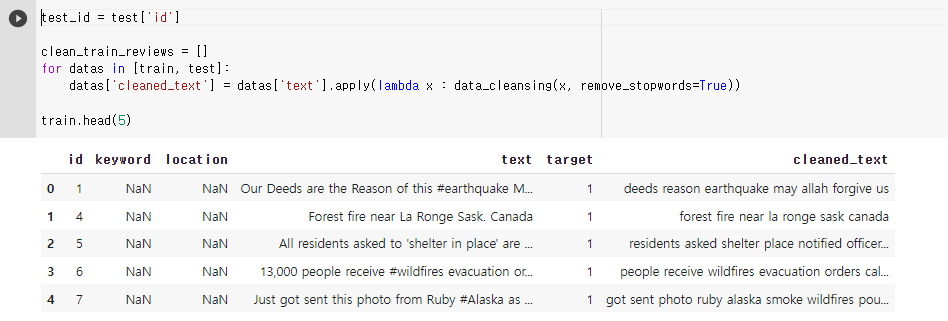 test_id = test['id']
clean_train_reviews = []
for datas in [train, test]:
    datas['cleaned_text'] = datas['text'].apply(lambda x : data_cleansing(x, remove_stopwords=True))
train.head(5)
id keyword location text target cleaned_text
0 1 NaN NaN Our Deeds are the Reason of this #earthquake M... 1 deeds reason earthquake may allah forgive us
1 4 NaN NaN Forest fire near La Ronge Sask. Canada 1 forest fire near la ronge sask canada
2 5 NaN NaN All residents asked to 'shelter in place' are ... 1 residents asked shelter place notified officer...
3 6 NaN NaN 13,000 people receive #wildfires evacuation or... 1 people receive wildfires evacuation orders cal...
4 7 NaN NaN Just got sent this photo from Ruby #Alaska as ... 1 got sent photo ruby alaska smoke wildfires pou...